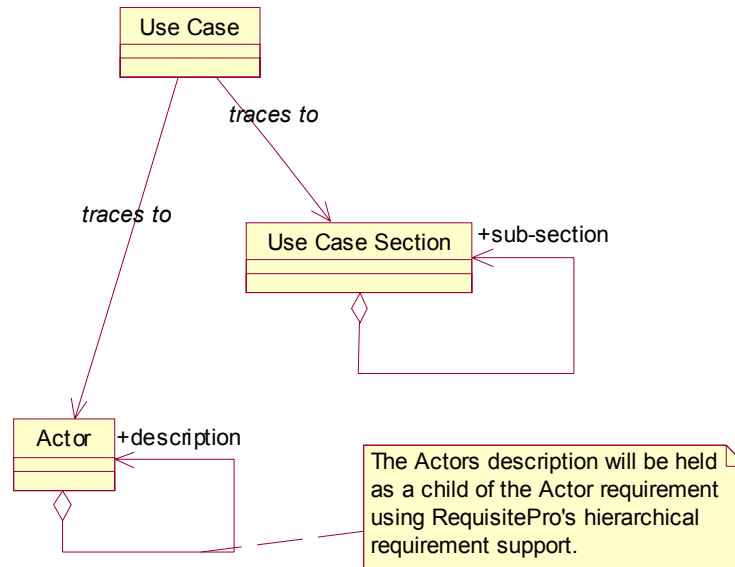 Use Case
traces to
traces to
Use Case Section
+sub-section
Actor
+description
The Actors description will be held
as a child of the Actor requirement
using RequisitePro's hierarchical
requirement support.